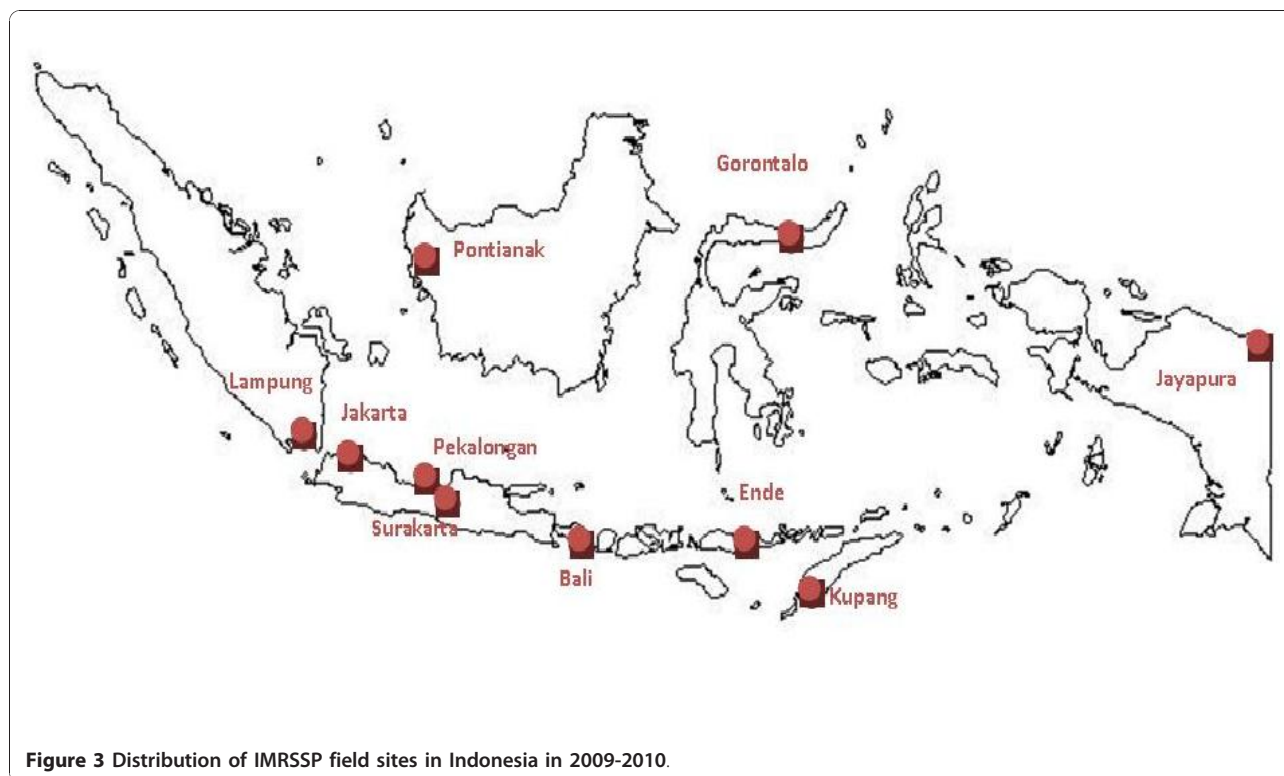 Gorontalo
Pontianak
Lampung
Jakarta
Jayapura
Pekalongan
Ende
Surakarta
Bali
Kupang
Figure 3 Distribution of IMRSSP field sites in Indonesia in 2009-2010.